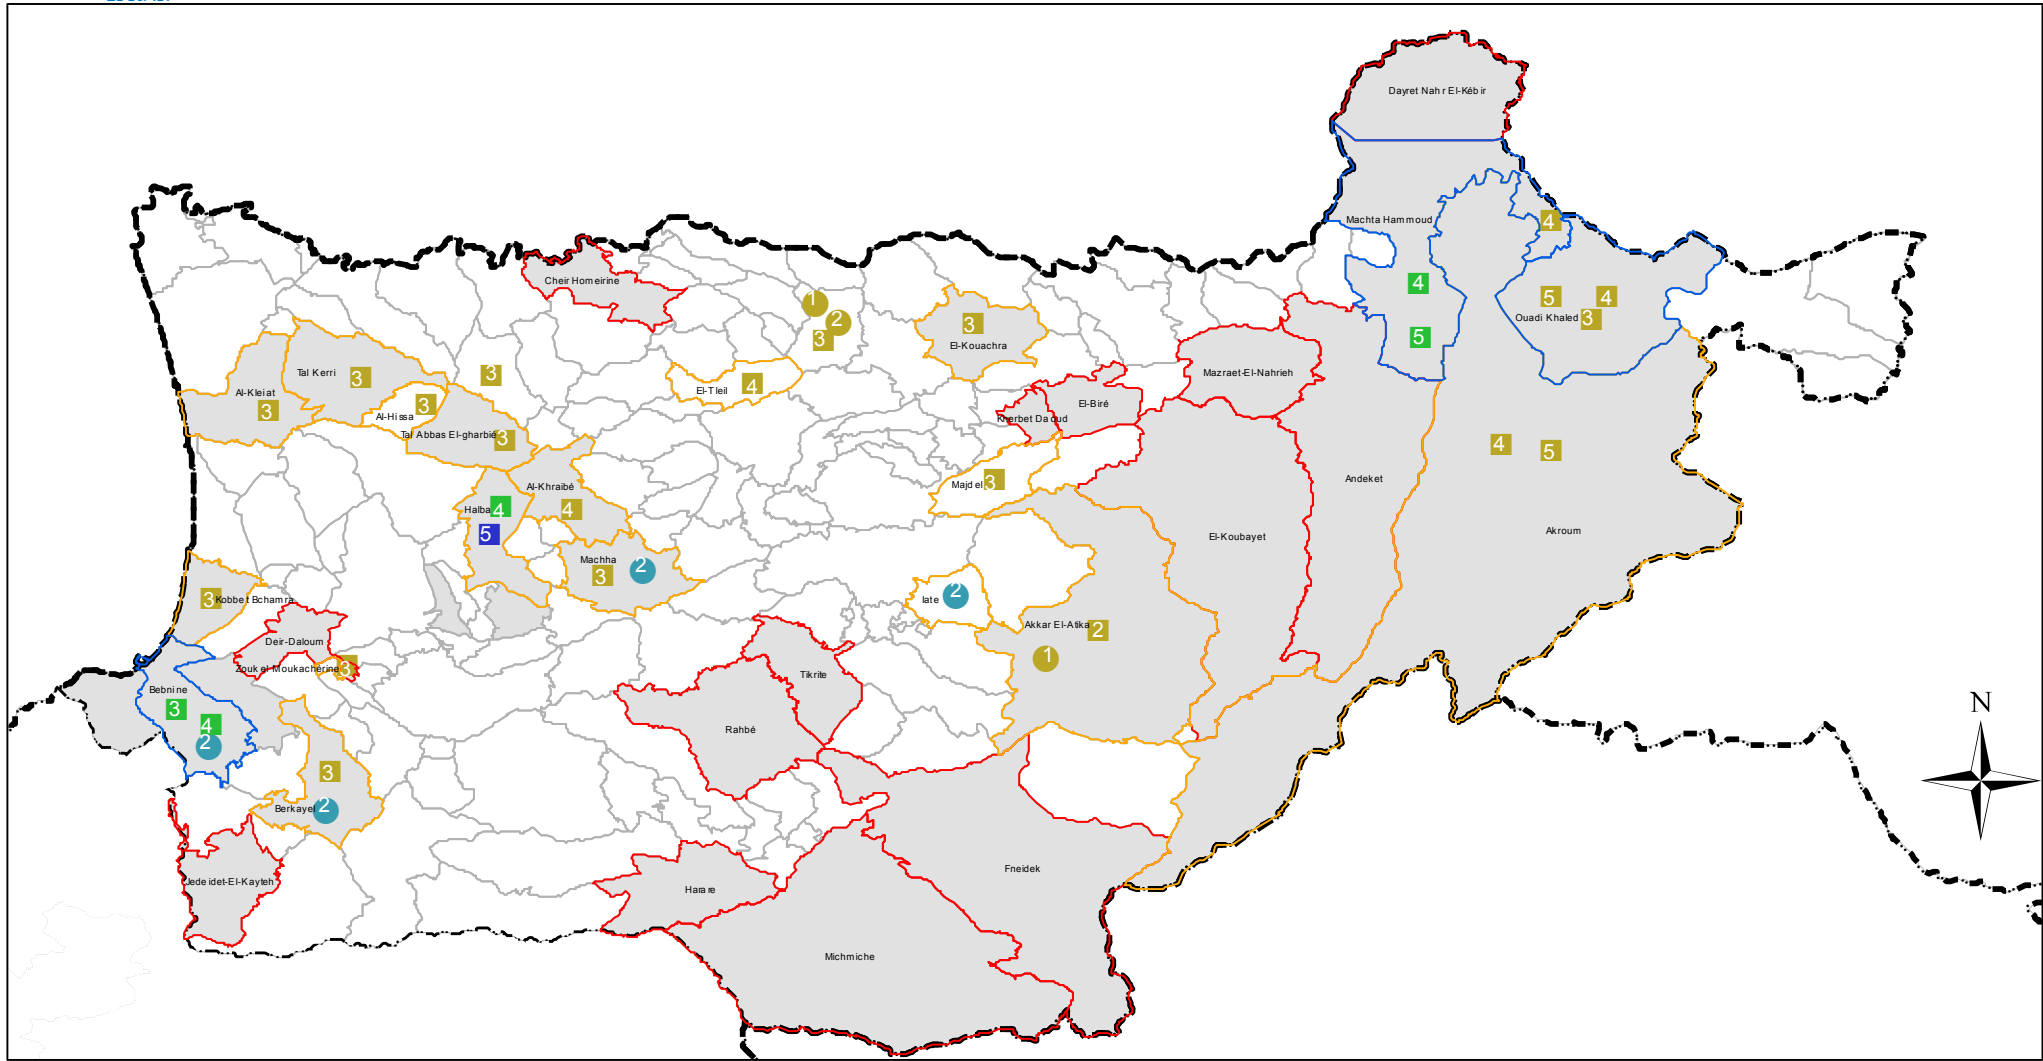 Dayret Nahr El-Kébir
Machta Hammoud
4
Cheir Homeirine
4
1
5
4
2
Ouadi Khaled
3
3
3
El-Kouachra
5
Tal Kerri
3
3
Mazraet-El-Nahrieh
El-Tleil
4
Al-Kleiat
3
Al-Hissa
3
El-Biré
Kherbet Daoud
Tal Abbas El-gharbié
3
4
5
Al-Khraibé
Majdel
3
Andeket
Halba
4
4
5
El-Koubayet
Akroum
Machha
3
2
3
Kobbet Bchamra
Iate
2
Akkar El-Atika
2
Deir-Daloum
1
Zouk el Moukacherine
3
Tikrite
Bebnine
3
4
2
Rahbé
N
3
Berkayel
2
Fneidek
Jedeidet-El-Kayteh
Harare
Michmiche